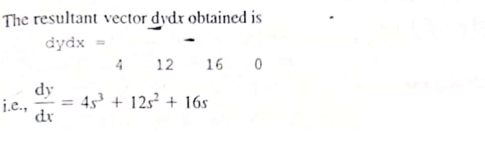 The resultant vector dydx obtained is
dydx =
4 12 16 0
i.e., dy/dx = 4s³ + 12s² + 16s